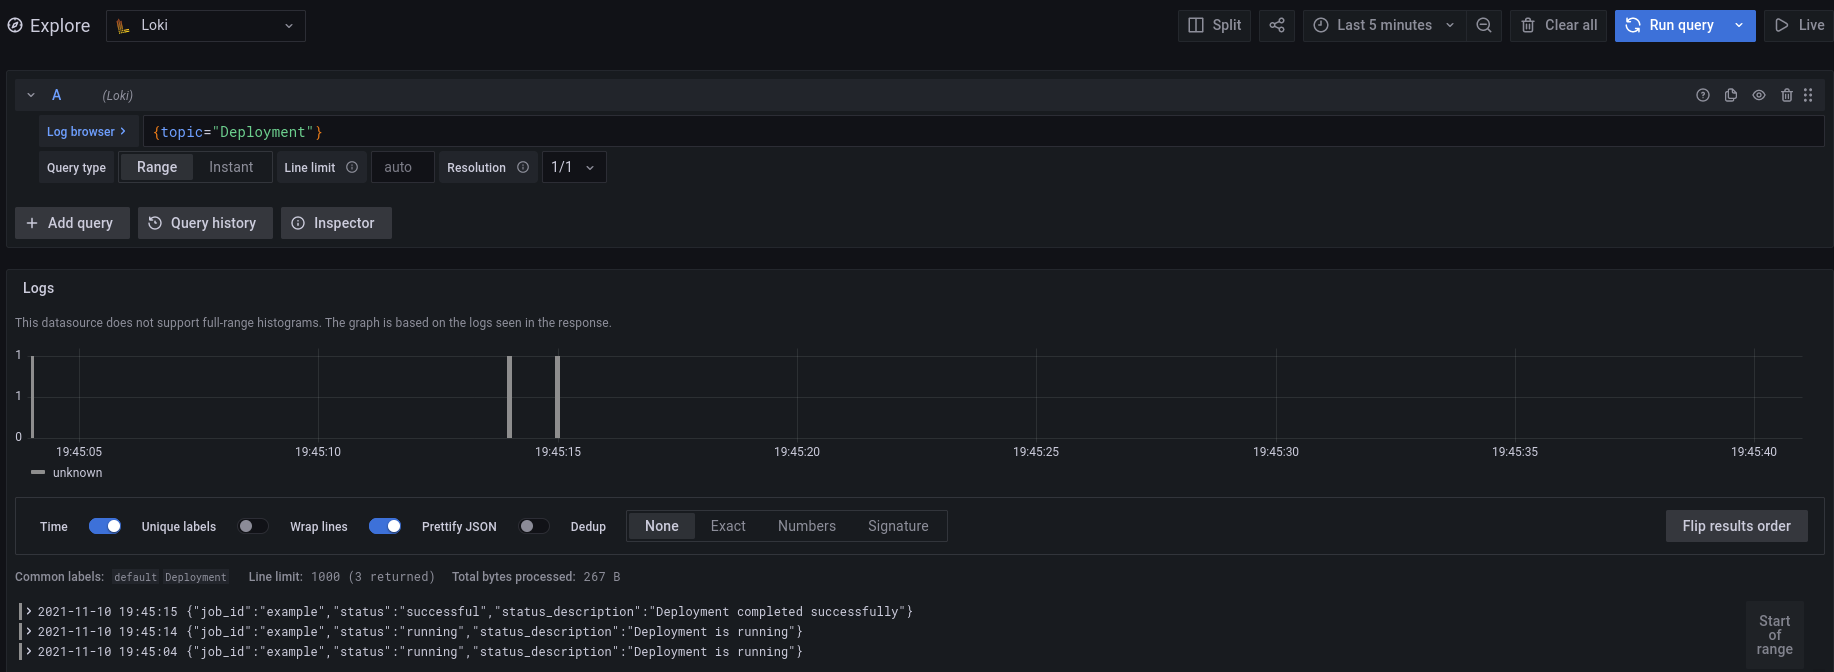 Explore Loki Split Last 5 minutes Clear all Run query Live
A (Loki)
Log browser {topic="Deployment"}
Query type Range Instant Line limit auto Resolution 1/1
Add query Query history Inspector
Logs
This datasource does not support full-range histograms. The graph is based on the logs seen in the response.
1
1
0
19:45:05 19:45:10 19:45:15 19:45:20 19:45:25 19:45:30 19:45:35 19:45:40
unknown
Time Unique labels Wrap lines Prettify JSON Dedup None Exact Numbers Signature Flip results order
Common labels: default Deployment Line limit: 1000 (3 returned) Total bytes processed: 267 B
2021-11-10 19:45:15 {"job_id":"example","status":"successful","status_description":"Deployment completed successfully"}
2021-11-10 19:45:14 {"job_id":"example","status":"running","status_description":"Deployment is running"}
2021-11-10 19:45:04 {"job_id":"example","status":"running","status_description":"Deployment is running"}
Start
of
range